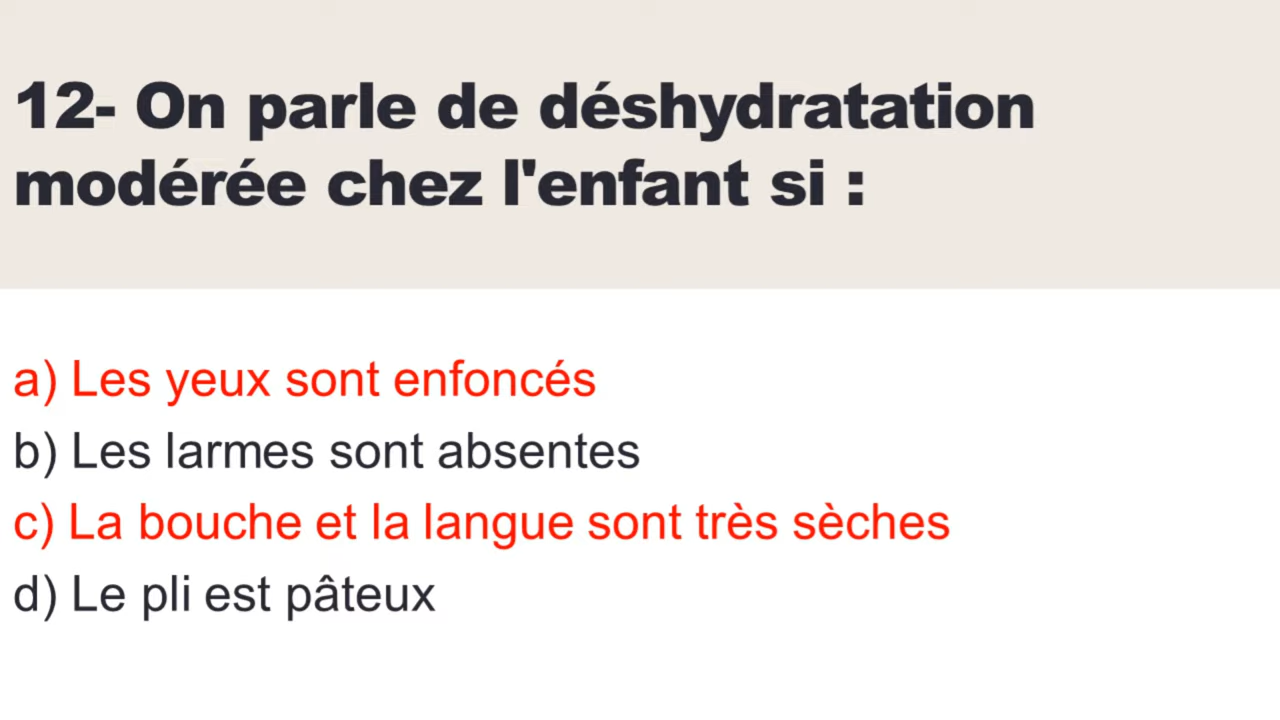 12- On parle de déshydratation
modérée chez l'enfant si :
a) Les yeux sont enfoncés
b) Les larmes sont absentes
c) La bouche et la langue sont très sèches
d) Le pli est pâteux